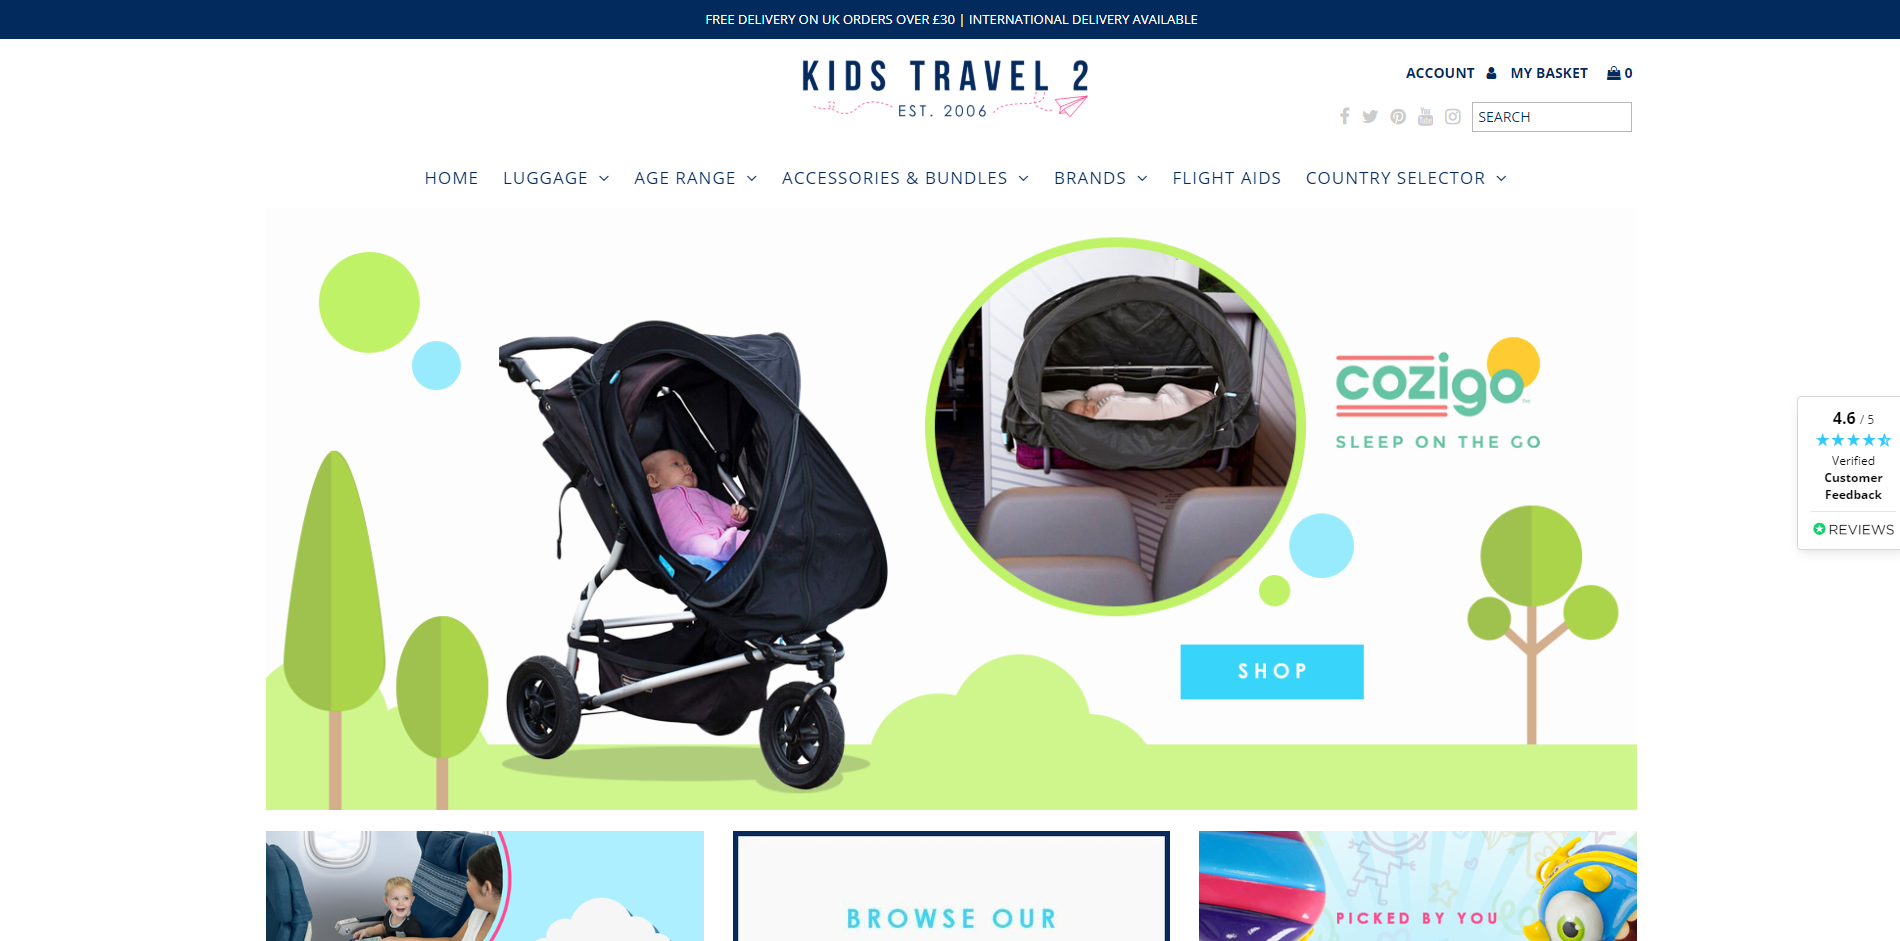 FREE DELIVERY ON UK ORDERS OVER £30 | INTERNATIONAL DELIVERY AVAILABLE
KIDS TRAVEL 2
EST. 2006
ACCOUNT MY BASKET 0
SEARCH
HOME LUGGAGE AGE RANGE ACCESSORIES & BUNDLES BRANDS FLIGHT AIDS COUNTRY SELECTOR
cozigo™
SLEEP ON THE GO
SHOP
4.6 / 5
Verified
Customer
Feedback
REVIEWS
BROWSE OUR
PICKED BY YOU